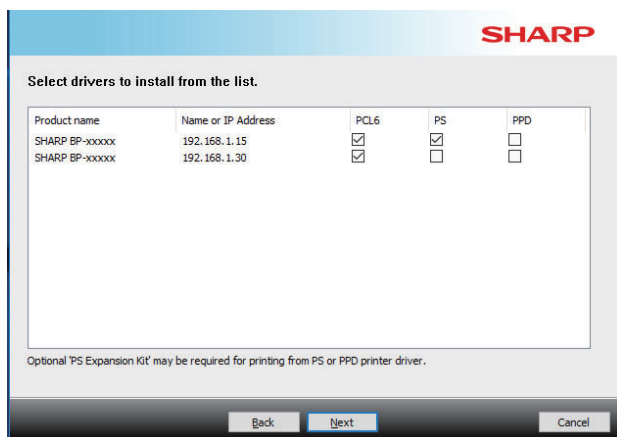 SHARP
Select drivers to install from the list.
Product name Name or IP Address PCL6 PS PPD
SHARP BP-xxxxx 192.168.1.15
SHARP BP-xxxxx 192.168.1.30
Optional 'PS Expansion Kit' may be required for printing from PS or PPD printer driver.
Back Next Cancel